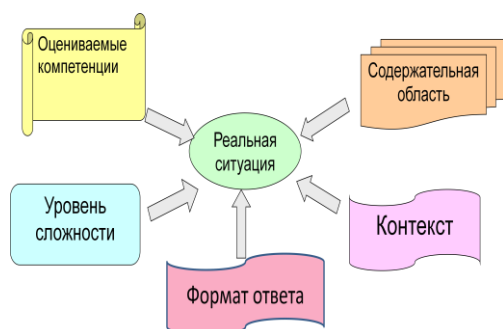 Оцениваемые
компетенции
Содержательная
область
Реальная
ситуация
Уровень
сложности
Контекст
Формат ответа